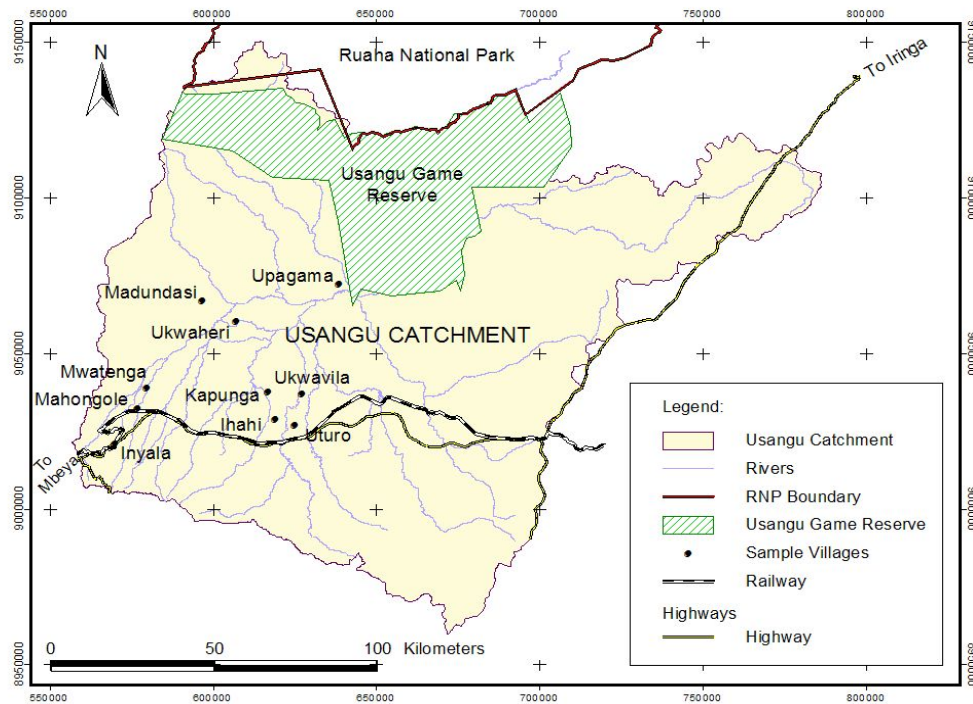 550000 600000 650000 700000 750000 800000
9150000
9100000
9050000
9000000
8950000
N
Ruaha National Park
To Iringa
Usangu Game
Reserve
Upagama
Madundasi
Ukwaheri
USANGU CATCHMENT
Mwatenga
Ukwavila
Mahongole
Kapunga
Ihahi
Uturo
Inyala
To
Mbeya
Legend:
Usangu Catchment
Rivers
RNP Boundary
Usangu Game Reserve
Sample Villages
Railway
Highways
Highway
0 50 100 Kilometers
550000 600000 650000 700000 750000 800000